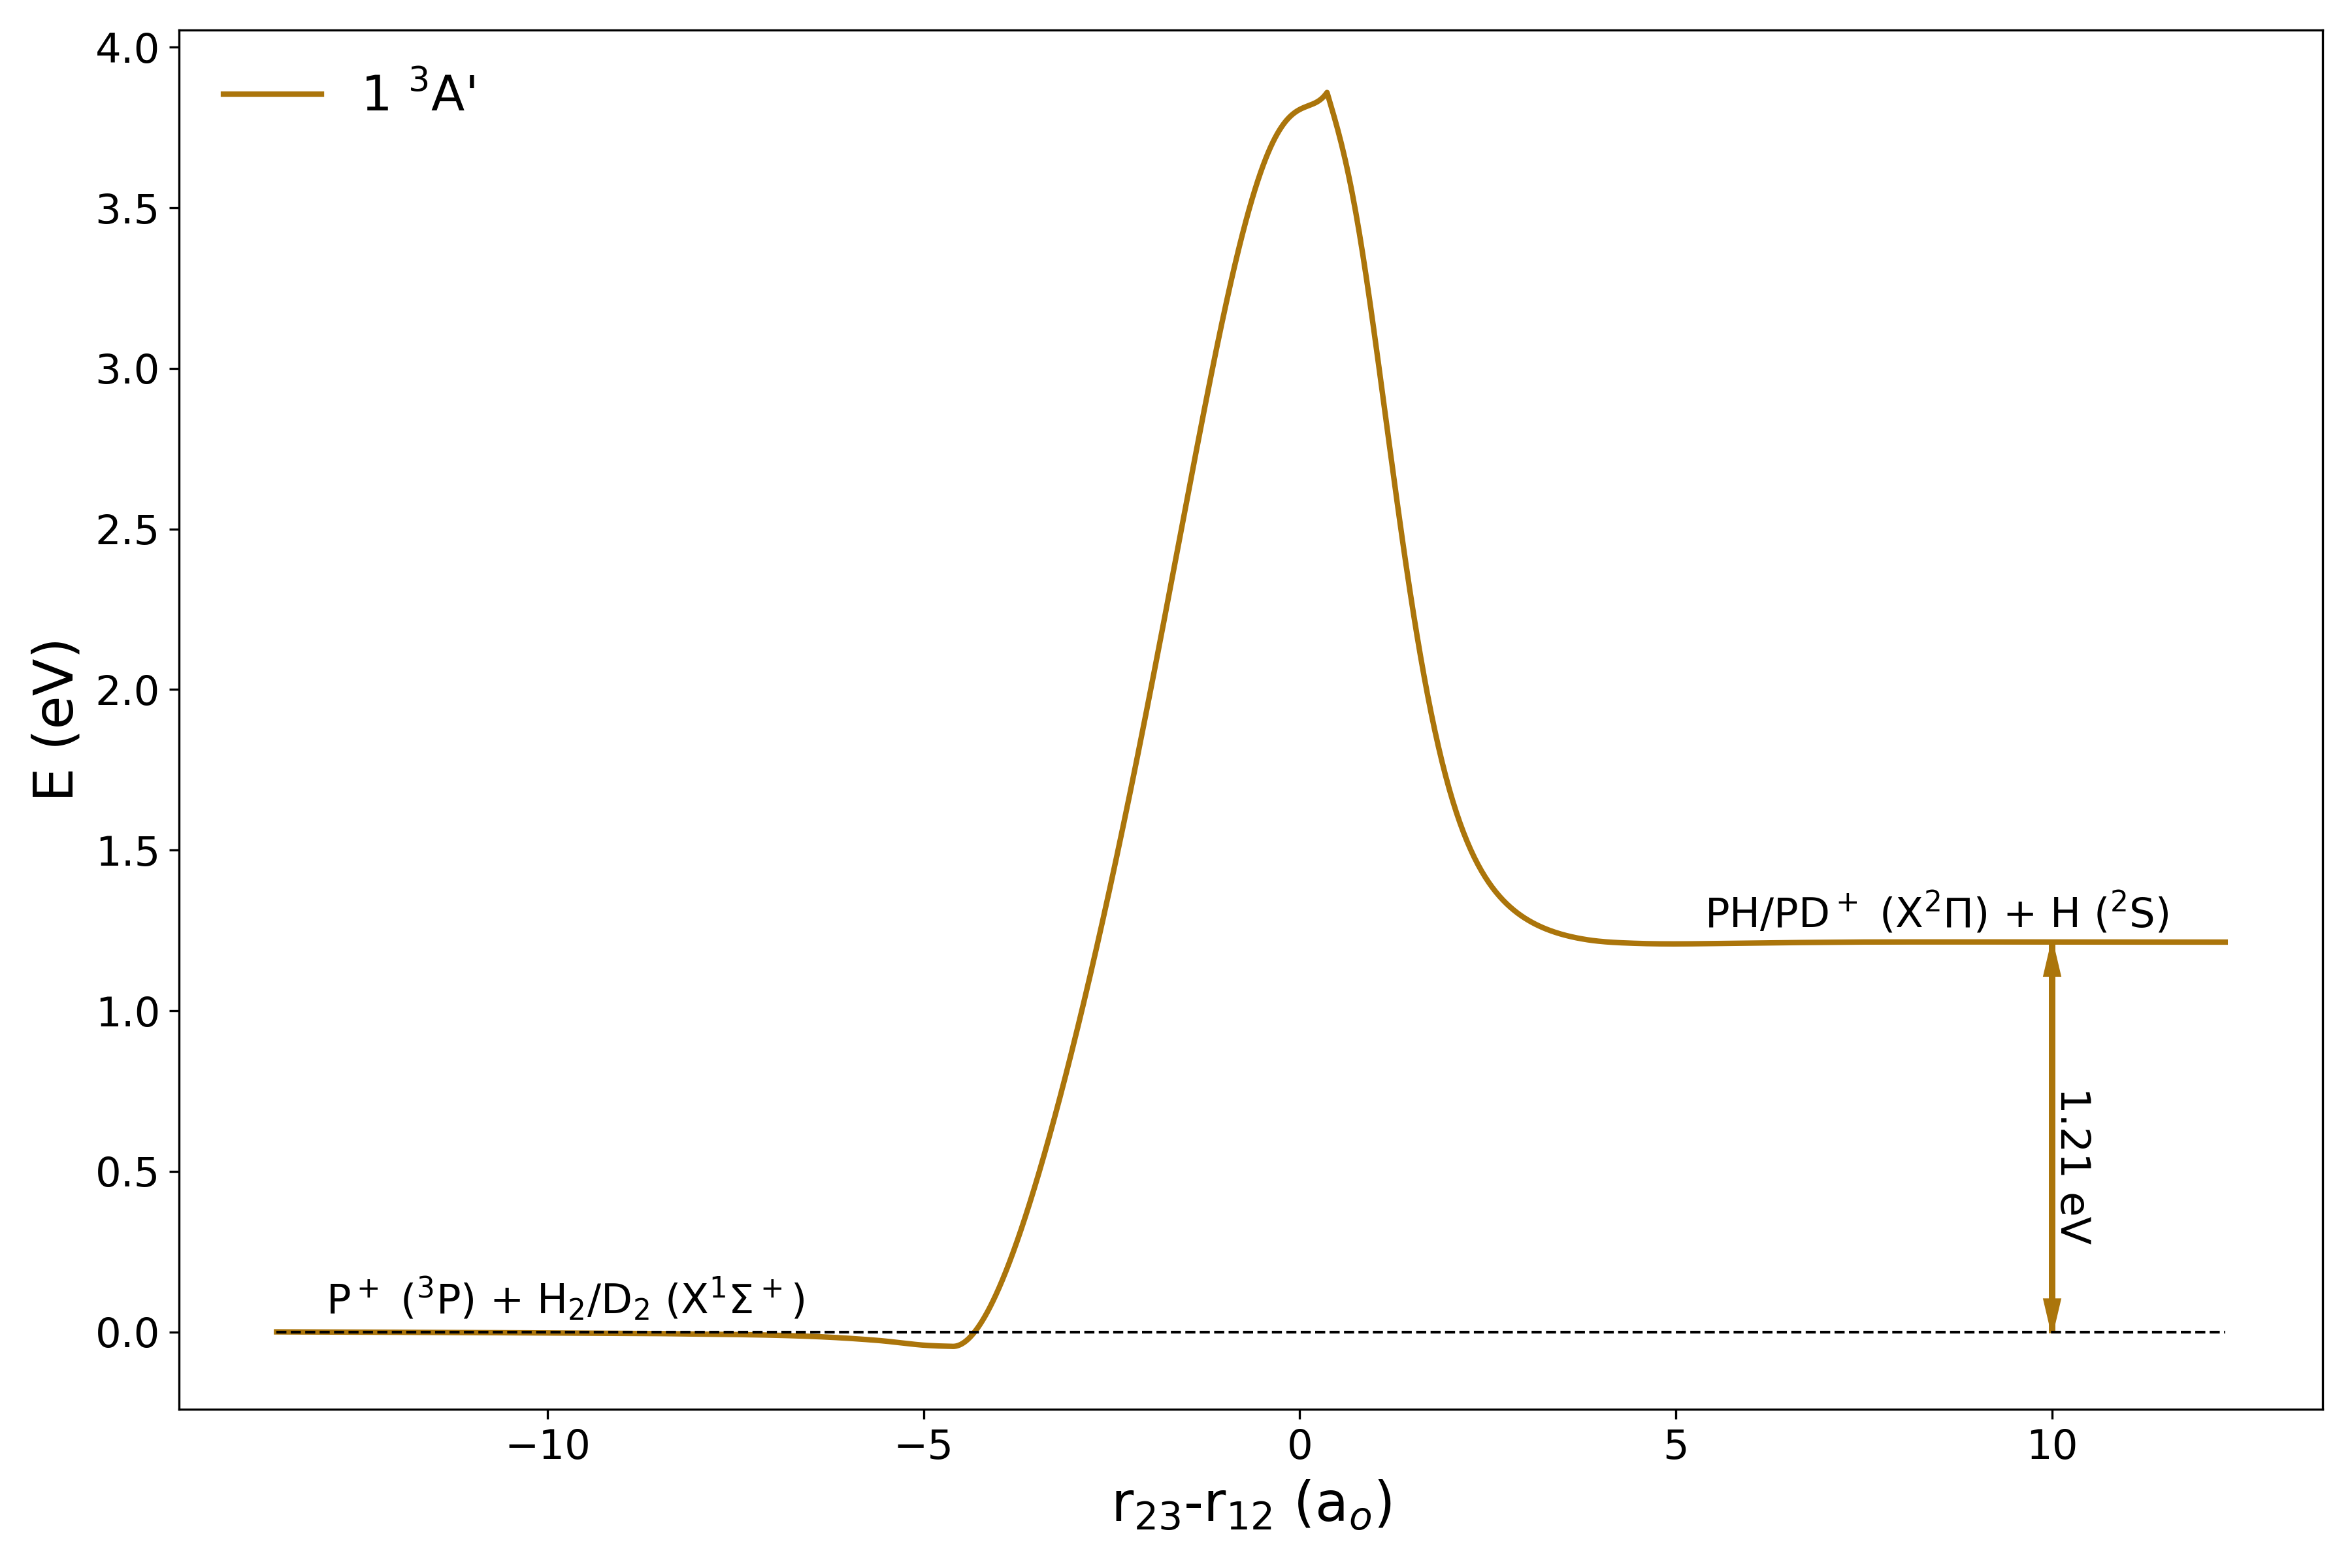 1 ³A'
4.0
3.5
3.0
2.5
2.0
1.5
1.0
0.5
0.0
E (eV)
PH/PD⁺ (X²Π) + H (²S)
1.21 eV
P⁺ (³P) + H₂/D₂ (X¹Σ⁺)
−10
−5
0
5
10
r₂₃-r₁₂ (aₒ)